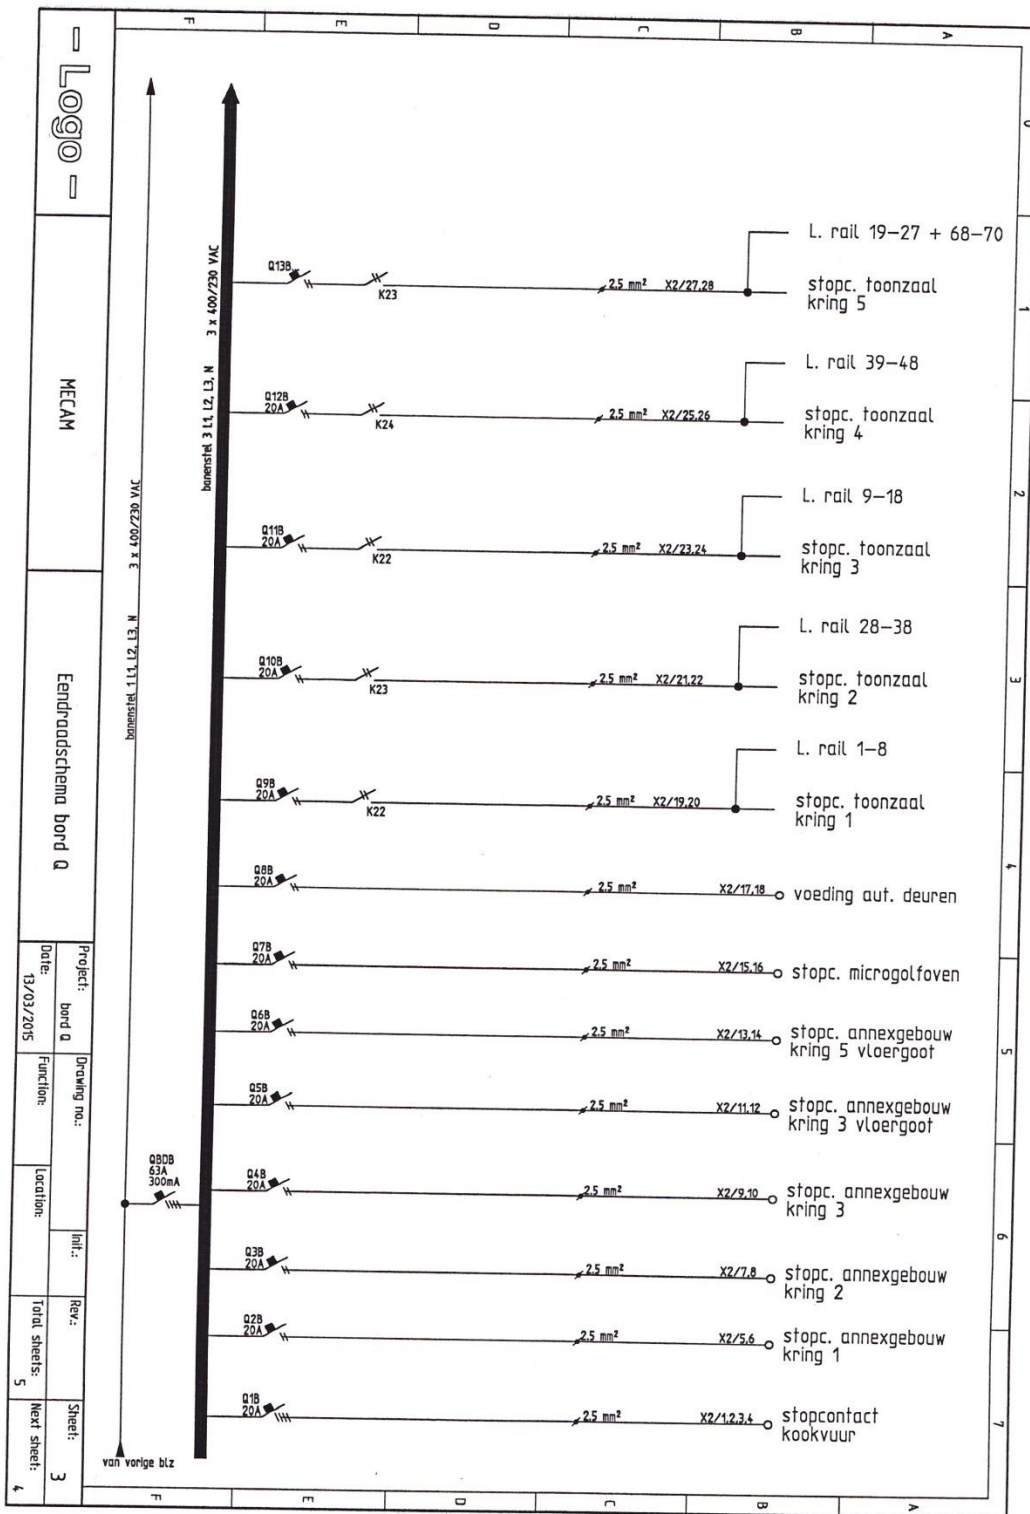 A
B
C
D
E
F
0
1
2
3
4
5
6
7
A
B
C
D
E
F
L. rail 19-27 + 68-70
Q13B
K23
2.5 mm²
X2/27,28
stopc. toonzaal
kring 5
L. rail 39-48
Q12B
20A
K24
2.5 mm²
X2/25,26
stopc. toonzaal
kring 4
L. rail 9-18
Q11B
20A
K22
2.5 mm²
X2/23,24
stopc. toonzaal
kring 3
L. rail 28-38
Q10B
20A
K23
2.5 mm²
X2/21,22
stopc. toonzaal
kring 2
L. rail 1-8
Q9B
20A
K22
2.5 mm²
X2/19,20
stopc. toonzaal
kring 1
Q8B
20A
2.5 mm²
X2/17,18
voeding aut. deuren
Q7B
20A
2.5 mm²
X2/15,16
stopc. microgolfoven
Q6B
20A
2.5 mm²
X2/13,14
stopc. annexgebouw
kring 5 vloergoot
Q5B
20A
2.5 mm²
X2/11,12
stopc. annexgebouw
kring 3 vloergoot
QBDB
63A
300mA
Q4B
20A
2.5 mm²
X2/9,10
stopc. annexgebouw
kring 3
Q3B
20A
2.5 mm²
X2/7,8
stopc. annexgebouw
kring 2
Q2B
20A
2.5 mm²
X2/5,6
stopc. annexgebouw
kring 1
Q1B
20A
2.5 mm²
X2/1,2,3,4
stopcontact
kookvuur
banenstel 3 L1, L2, L3, N 3 x 400/230 VAC
banenstel 1 L1, L2, L3, N 3 x 400/230 VAC
van vorige blz
- Logo -
MECAM
Eendraadschema bord Q
Projekt: bord Q
Date: 13/03/2015
Drawing no.:
Function:
Location:
Init.:
Rev.:
Total sheets: 5
Sheet: 3
Next sheet: 4